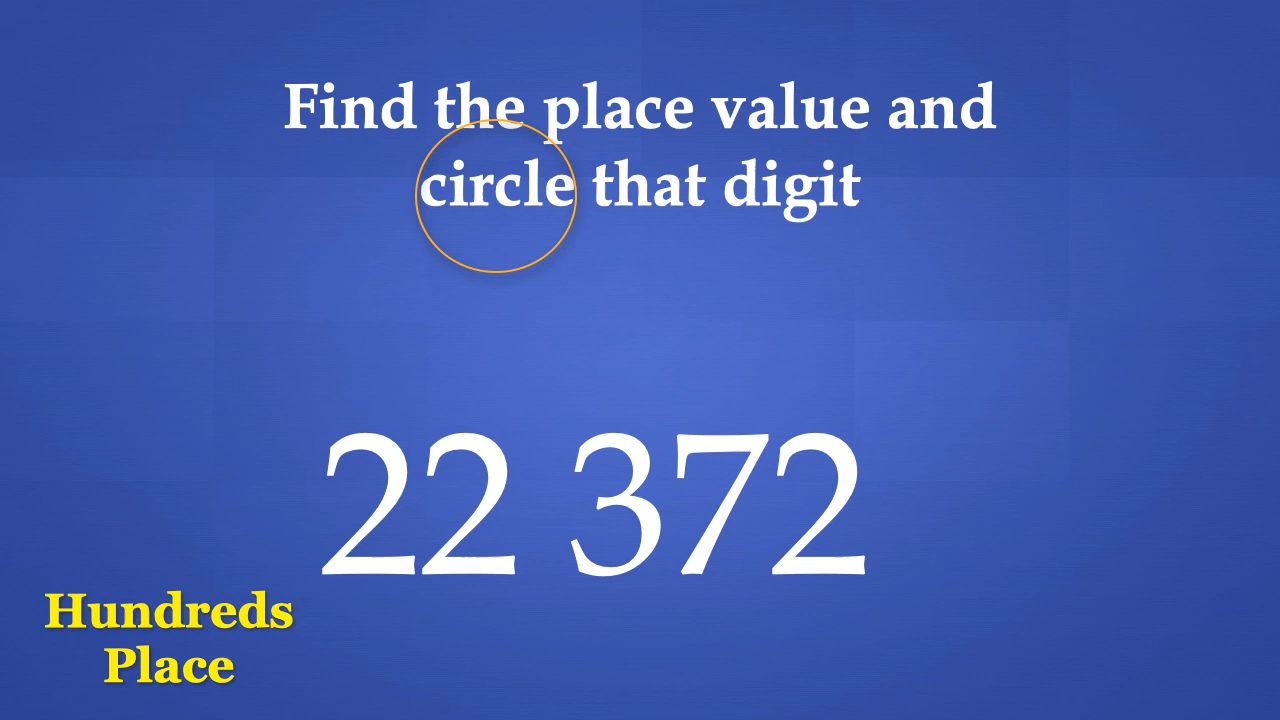 Find the place value and
circle that digit
22 372
Hundreds
Place